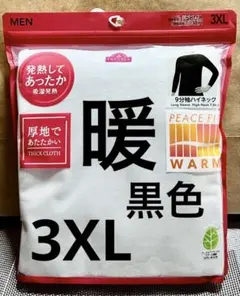 MEN
3XL
発熱して
あったか
吸湿発熱
厚地で
あたたかい
THICK CLOTH
9分袖ハイネック
PEACE FIT
WARM
暖
黒色
3XL